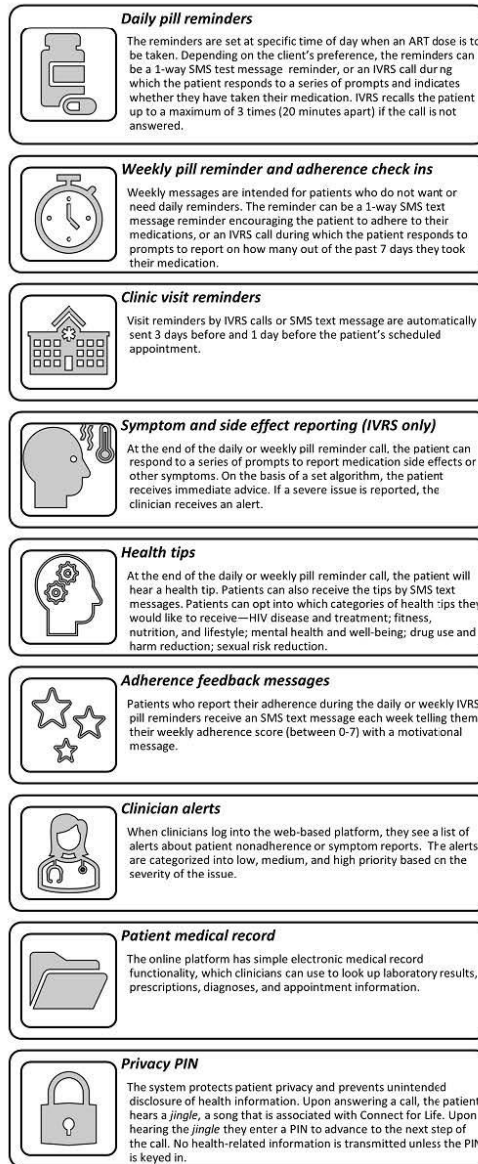 Daily pill reminders
The reminders are set at specific time of day when an ART dose is to
be taken. Depending on the client's preference, the reminders can
be a 1-way SMS test message reminder, or an IVRS call durng
which the patient responds to a series of prompts and indicates
whether they have taken their medication. IVRS recalls the patient
up to a maximum of 3 times (20 minutes apart) if the call is not
answered.
Weekly pill reminder and adherence check ins
Weekly messages are intended for patients who do not want or
need daily reminders. The reminder can be a 1-way SMS text
message reminder encouraging the patient to adhere to their
medications, or an IVRS call during which the patient responds to
prompts to report on how many out of the past 7 days they took
their medication.
Clinic visit reminders
Visit reminders by IVRS calls or SMS text message are automatically
sent 3 days before and 1 day before the patient's scheduled
appointment.
Symptom and side effect reporting (IVRS only)
At the end of the daily or weekly pill reminder call, the patient can
respond to a series of prompts to report medication side effects or
other symptoms. On the basis of a set algorithm, the patient
receives immediate advice. If a severe issue is reported, the
clinician receives an alert.
Health tips
At the end of the daily or weekly pill reminder call, the patient will
hear a health tip. Patients can also receive the tips by SMS text
messages. Patients can opt into which categories of health tips they
would like to receive—HIV disease and treatment; fitness,
nutrition, and lifestyle; mental health and well-being; drug use and
harm reduction; sexual risk reduction.
Adherence feedback messages
Patients who report their adherence during the daily or weekly IVRS
pill reminders receive an SMS text message each week telling them
their weekly adherence score (between 0-7) with a motivational
message.
Clinician alerts
When clinicians log into the web-based platform, they see a list of
alerts about patient nonadherence or symptom reports. The alerts
are categorized into low, medium, and high priority based on the
severity of the issue.
Patient medical record
The online platform has simple electronic medical record
functionality, which clinicians can use to look up laboratory results,
prescriptions, diagnoses, and appointment information.
Privacy PIN
The system protects patient privacy and prevents unintended
disclosure of health information. Upon answering a call, the patient
hears a jingle, a song that is associated with Connect for Life. Upon
hearing the jingle they enter a PIN to advance to the next step of
the call. No health-related information is transmitted unless the PIN
is keyed in.